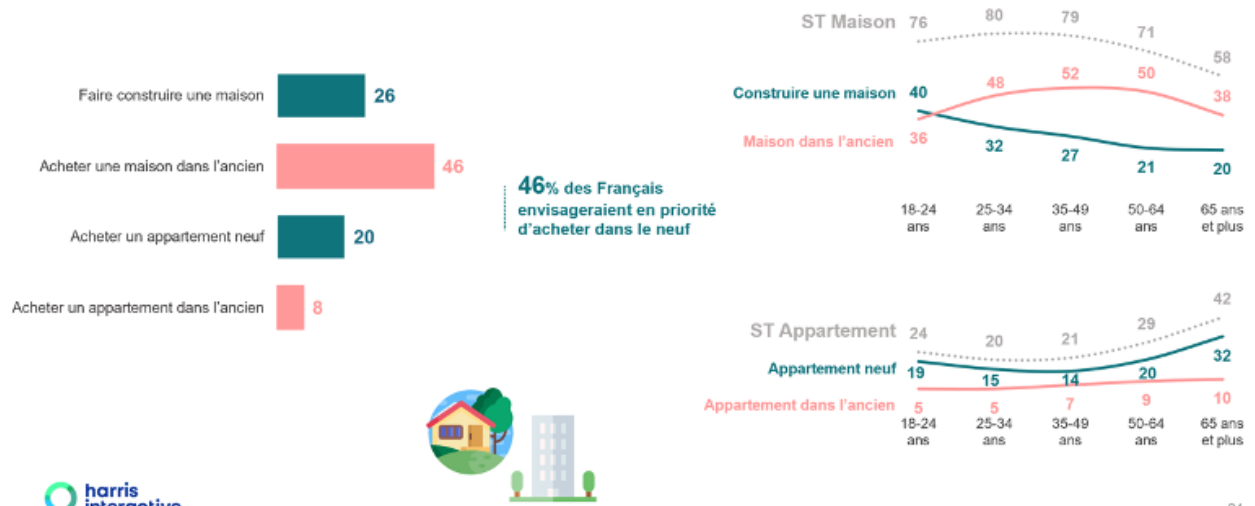 Faire construire une maison
26
Acheter une maison dans l'ancien
46
Acheter un appartement neuf
20
Acheter un appartement dans l'ancien
8
46% des Français
envisageraient en priorité
d'acheter dans le neuf
ST Maison 76 80 79 71 58
Construire une maison 40 32 27 21 20
Maison dans l'ancien 36 48 52 50 38
18-24 25-34 35-49 50-64 65 ans
ans ans ans ans et plus
ST Appartement 24 20 21 29 42
Appartement neuf 19 15 14 20 32
Appartement dans l'ancien 5 5 7 9 10
18-24 25-34 35-49 50-64 65 ans
ans ans ans ans et plus
harris
interactive